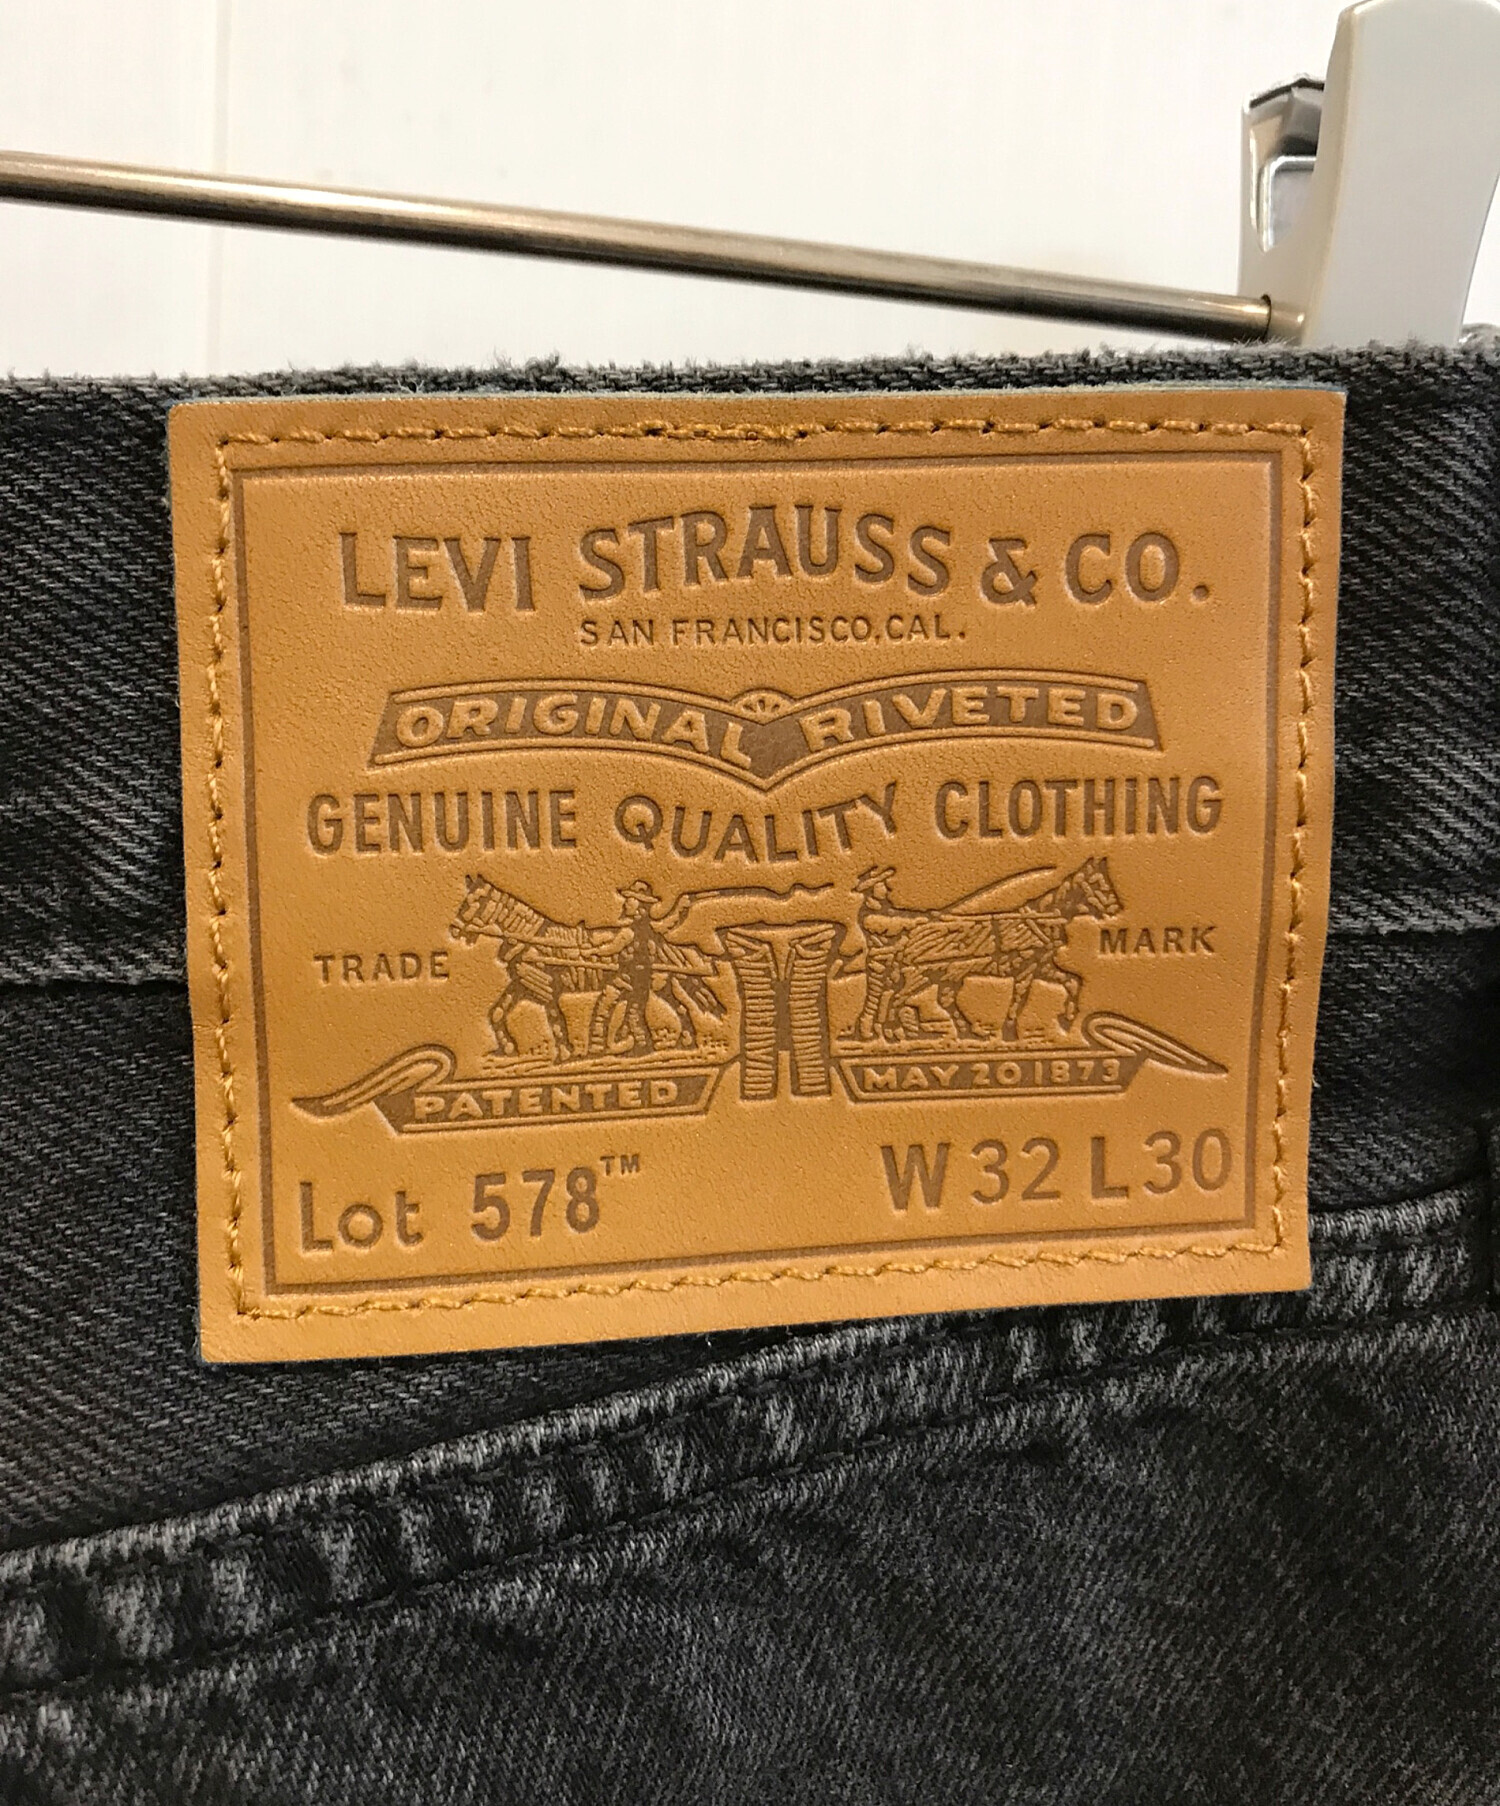 LEVI STRAUSS & CO.
SAN FRANCISCO, CAL.
ORIGINAL RIVETED
GENUINE QUALITY CLOTHING
TRADE MARK
PATENTED MAY 20 1873
Lot 578™ W 32 L 30